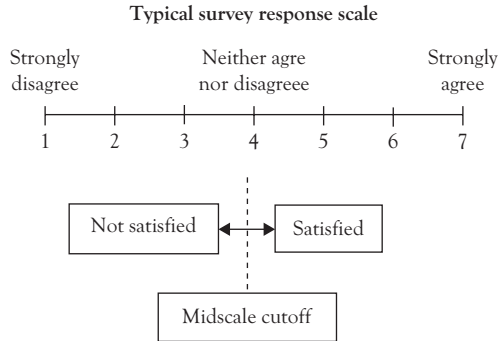 Typical survey response scale
Strongly Neither agre Strongly
disagree nor disagreee agree
1 2 3 4 5 6 7
Not satisfied Satisfied
Midscale cutoff